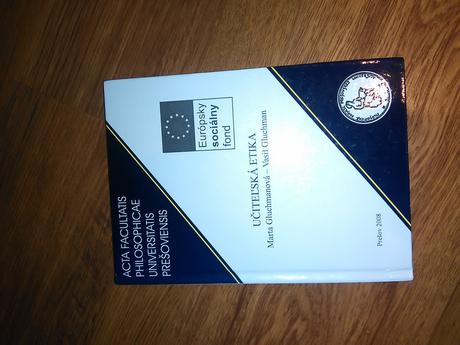 ACTA FACULTATIS
PHILOSOPHICAE
UNIVERSITATIS
PREŠOVIENSIS
Európsky
sociálny
fond
UČITEĽSKÁ ETIKA
Marta Gluchmanová – Vasil Gluchman
Prešov 2008